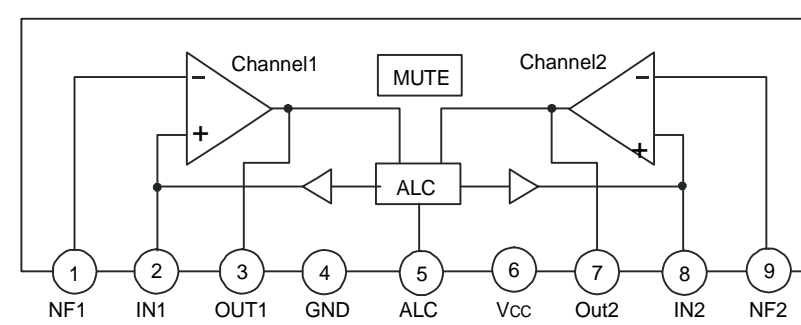 Channel1
MUTE
Channel2
−
+
−
+
ALC
1 2 3 4 5 6 7 8 9
NF1 IN1 OUT1 GND ALC Vcc Out2 IN2 NF2